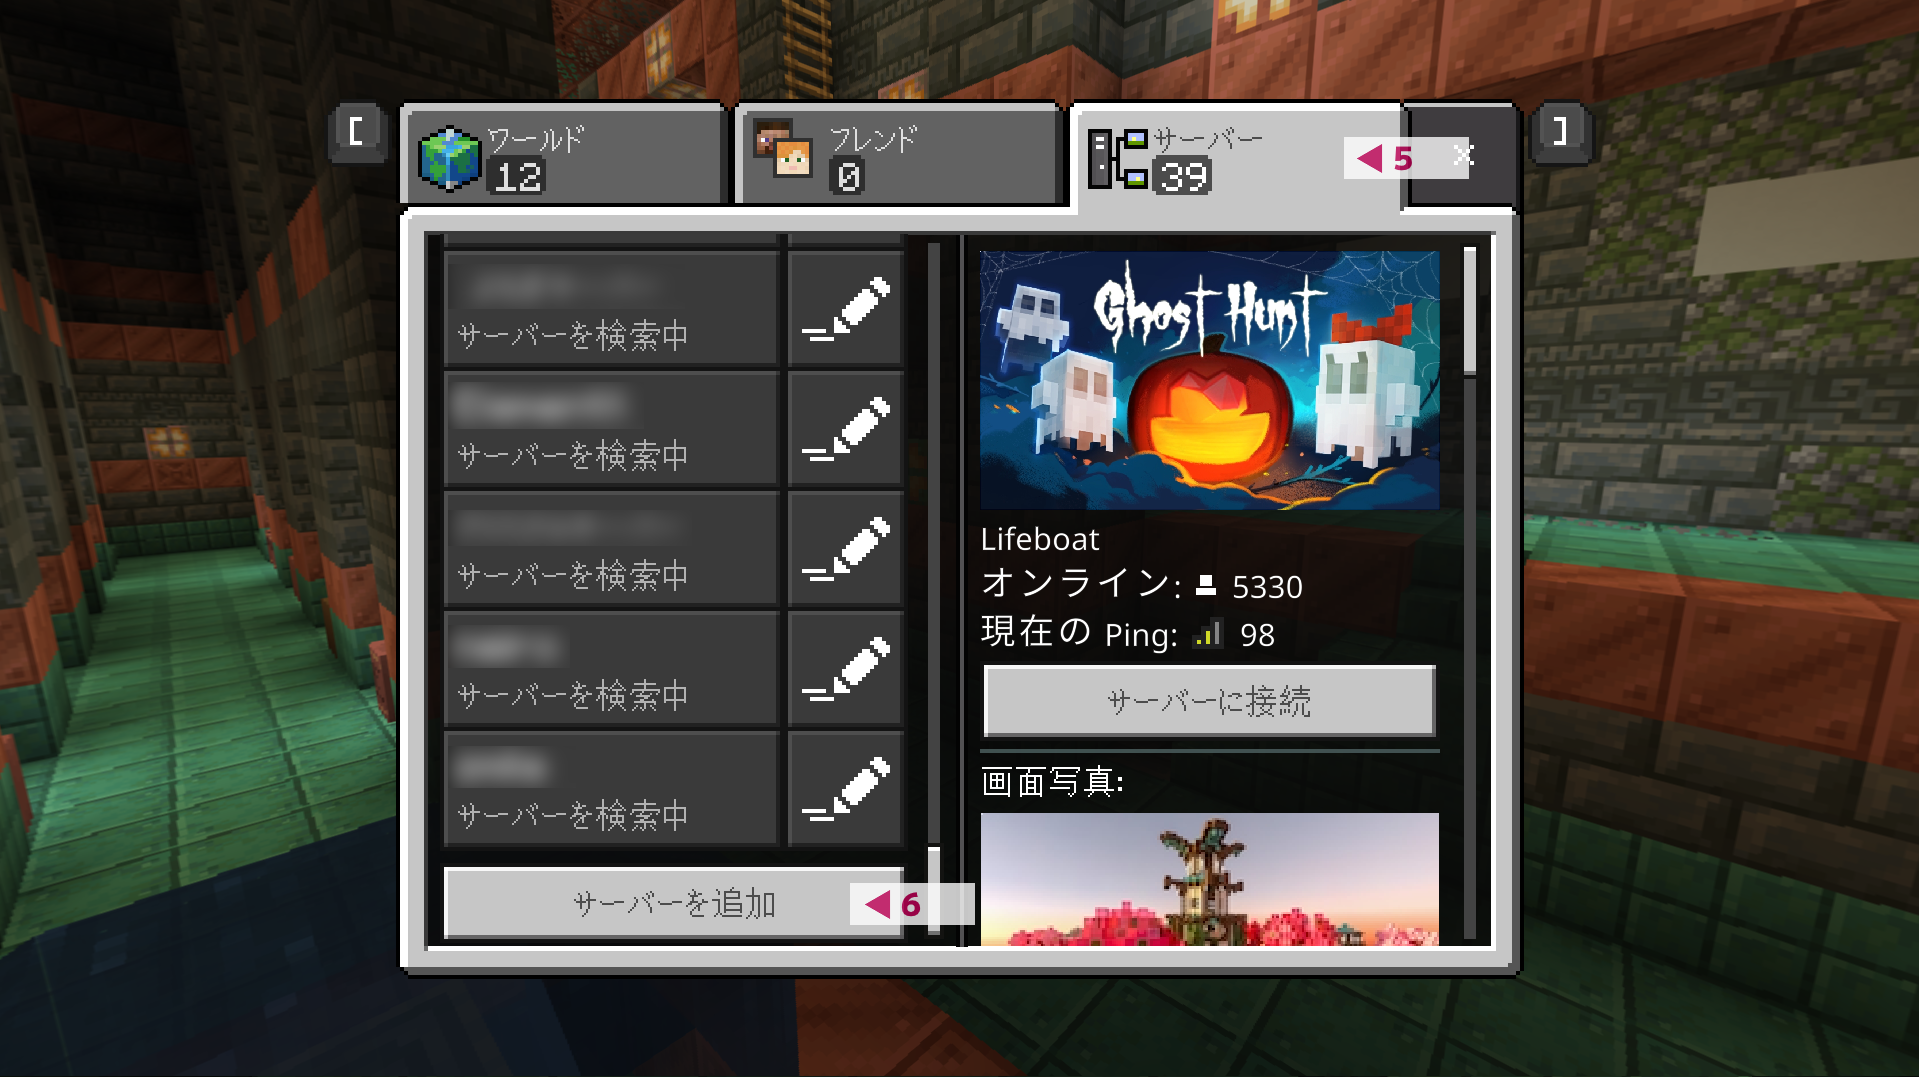 [
ワールド
12
フレンド
0
サーバー
39
◀ 5
×
]
サーバーを検索中
サーバーを検索中
サーバーを検索中
サーバーを検索中
サーバーを検索中
サーバーを追加
◀ 6
Ghost Hunt
Lifeboat
オンライン: 5330
現在の Ping: 98
サーバーに接続
画面写真: